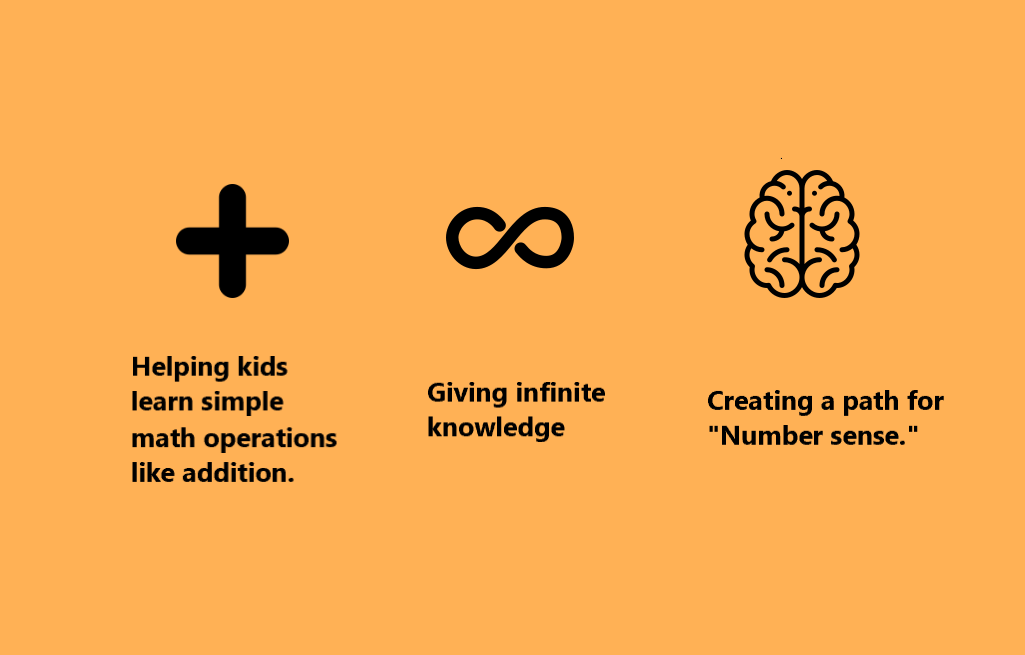 Helping kids
learn simple
math operations
like addition.
Giving infinite
knowledge
Creating a path for
"Number sense."